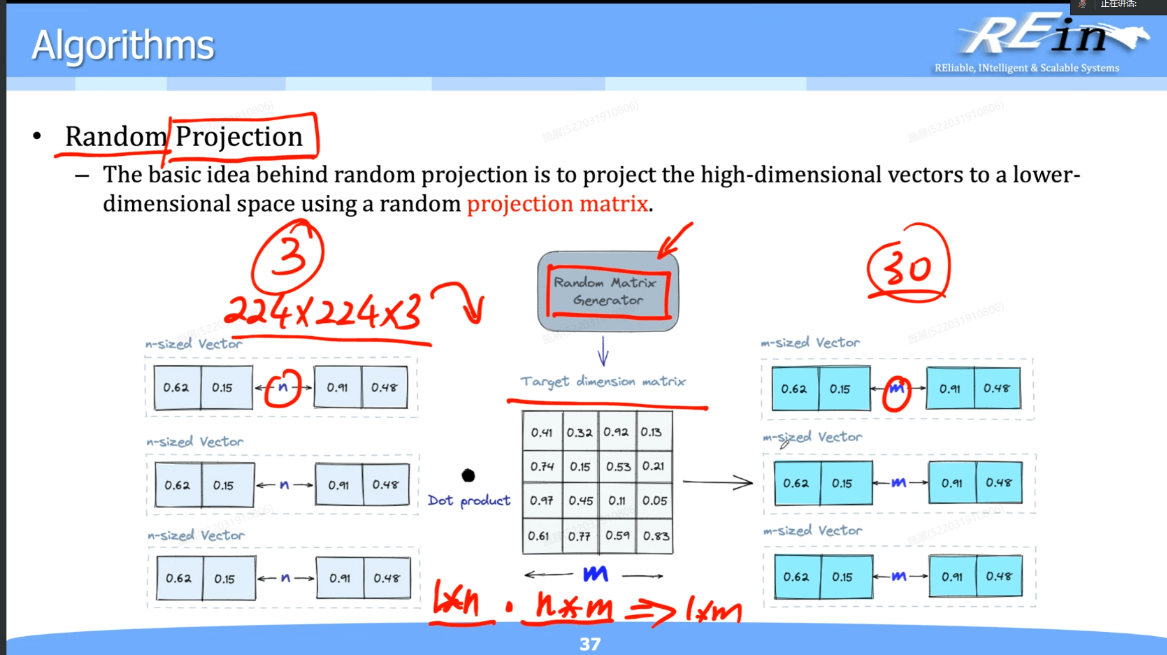 正在讲话:
Algorithms
REin
REliable, INtelligent & Scalable Systems
• Random Projection
– The basic idea behind random projection is to project the high-dimensional vectors to a lower-
dimensional space using a random projection matrix.
3
30
224×224×3
Random Matrix
Generator
n-sized Vector
0.62 0.15 n 0.91 0.48
n-sized Vector
0.62 0.15 n 0.91 0.48
n-sized Vector
0.62 0.15 n 0.91 0.48
Dot product
Target dimension matrix
0.41 0.32 0.92 0.13
0.74 0.15 0.53 0.21
0.97 0.45 0.11 0.05
0.61 0.77 0.59 0.83
m
m-sized Vector
0.62 0.15 m 0.91 0.48
m-sized Vector
0.62 0.15 m 0.91 0.48
m-sized Vector
0.62 0.15 m 0.91 0.48
1*n · n*m => 1*m
37